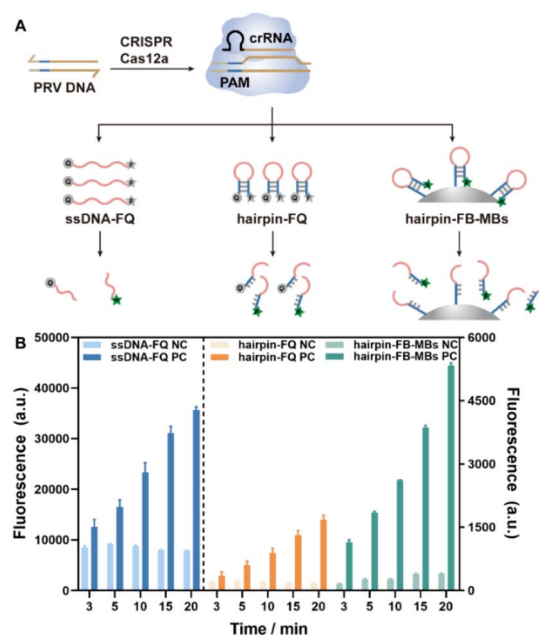 A
CRISPR
Cas12a
PRV DNA
crRNA
PAM
Q Q Q
ssDNA-FQ
hairpin-FQ
hairpin-FB-MBs
Q
Q Q
B
ssDNA-FQ NC hairpin-FQ NC hairpin-FB-MBs NC
ssDNA-FQ PC hairpin-FQ PC hairpin-FB-MBs PC
Fluorescence (a.u.)
50000
40000
30000
20000
10000
0
6000
4500
3000
1500
0
Fluorescence (a.u.)
3 5 10 15 20 3 5 10 15 20 3 5 10 15 20
Time / min